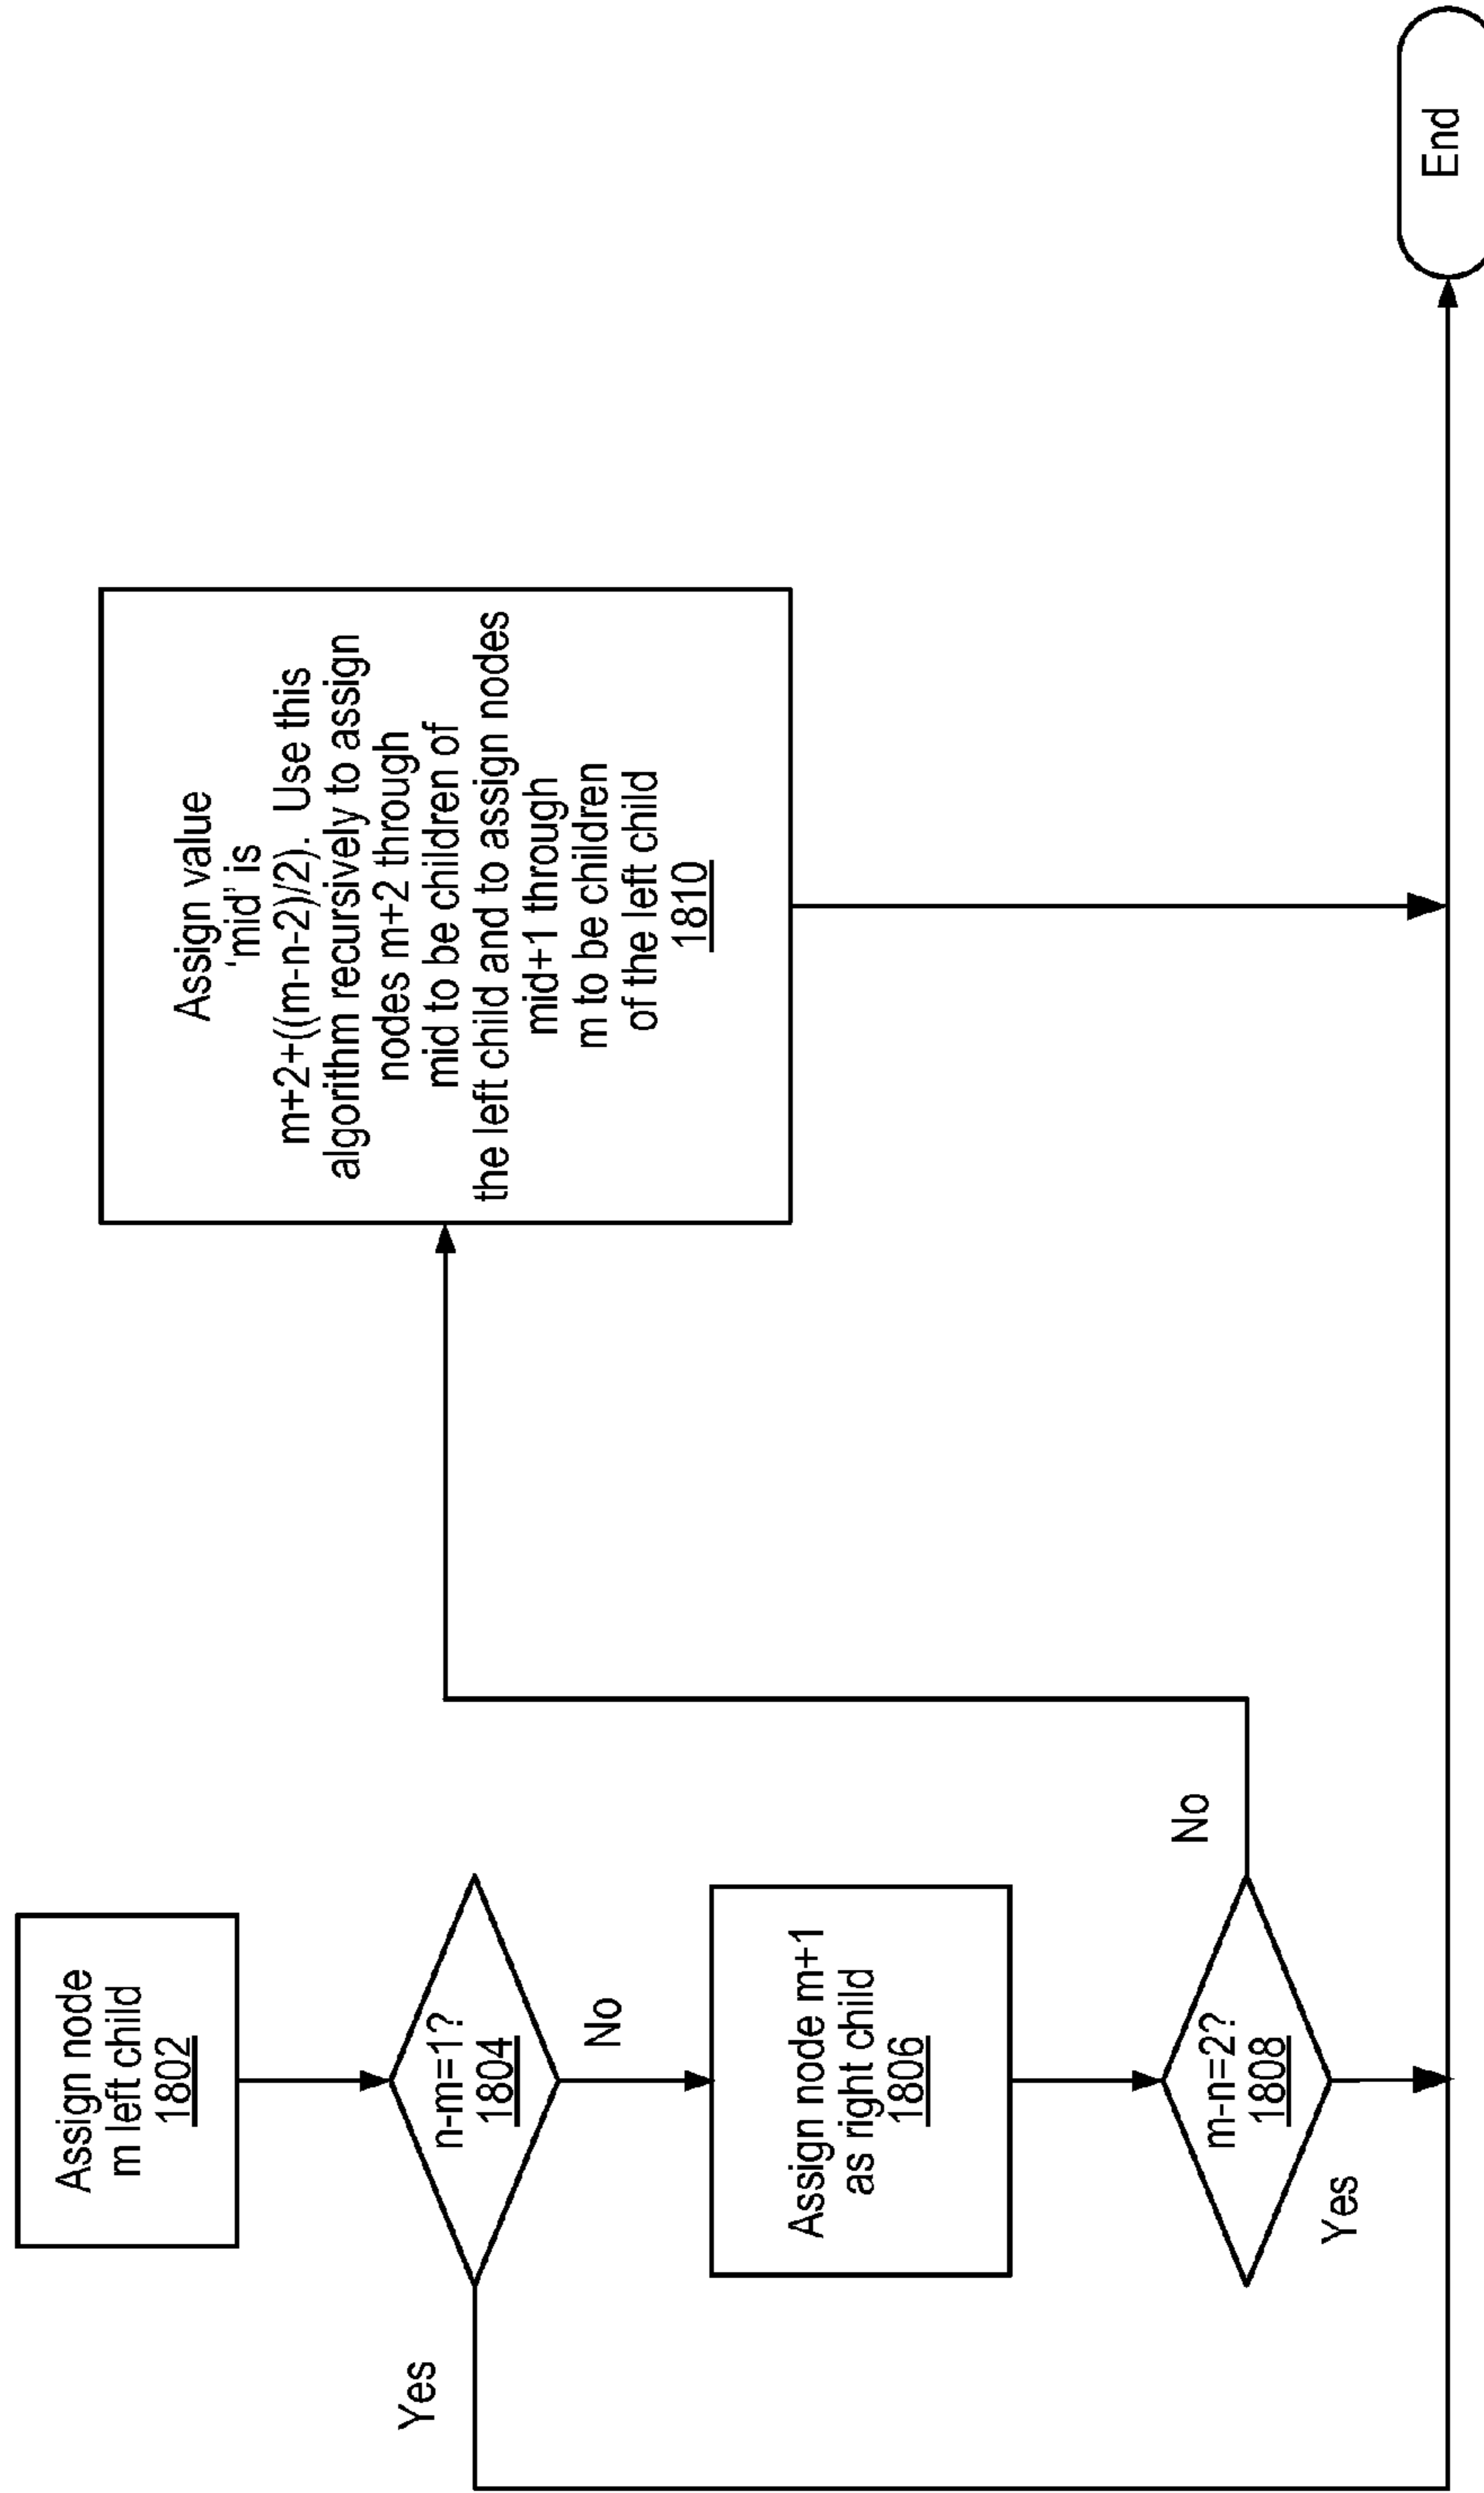 Assign node
m left child
1802
n-m=1?
1804
Yes
No
Assign node m+1
as right child
1806
m-n=2?
1808
No
Yes
Assign value
'mid' is
m+2+((m-n-2)/2). Use this
algorithm recursively to assign
nodes m+2 through
mid to be children of
the left child and to assign nodes
mid+1 through
m to be children
of the left child
1810
End